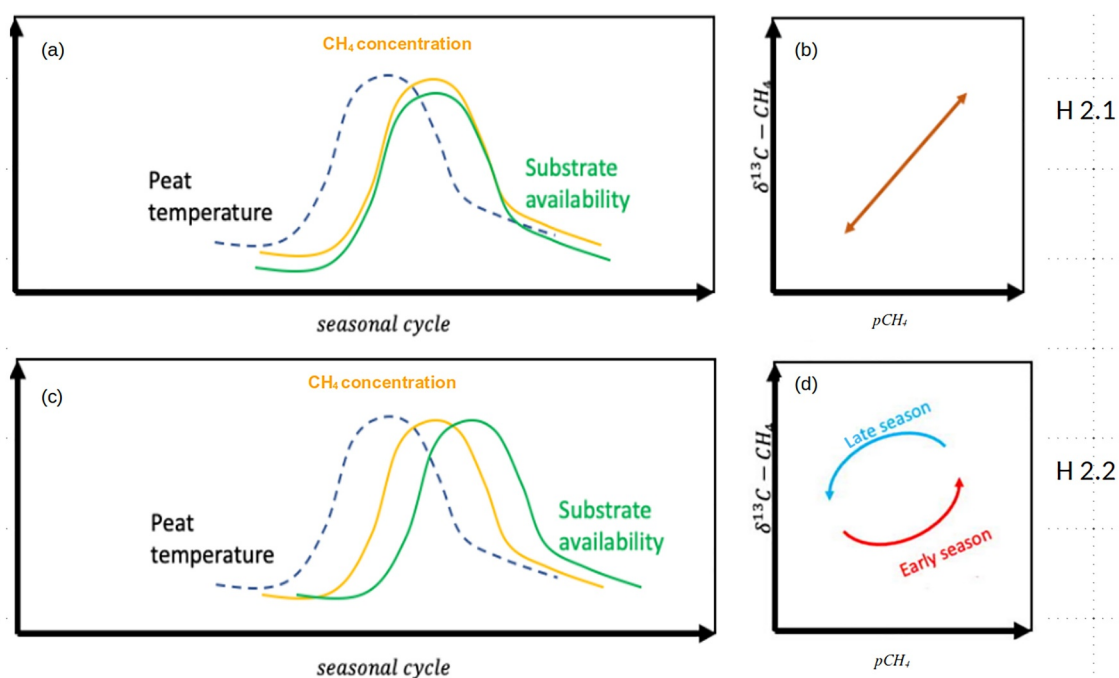 (a)
CH₄ concentration
Peat
temperature
Substrate
availability
seasonal cycle
(b)
δ¹³C − CH₄
pCH₄
H 2.1
(c)
CH₄ concentration
Peat
temperature
Substrate
availability
seasonal cycle
(d)
δ¹³C − CH₄
Late season
Early season
pCH₄
H 2.2